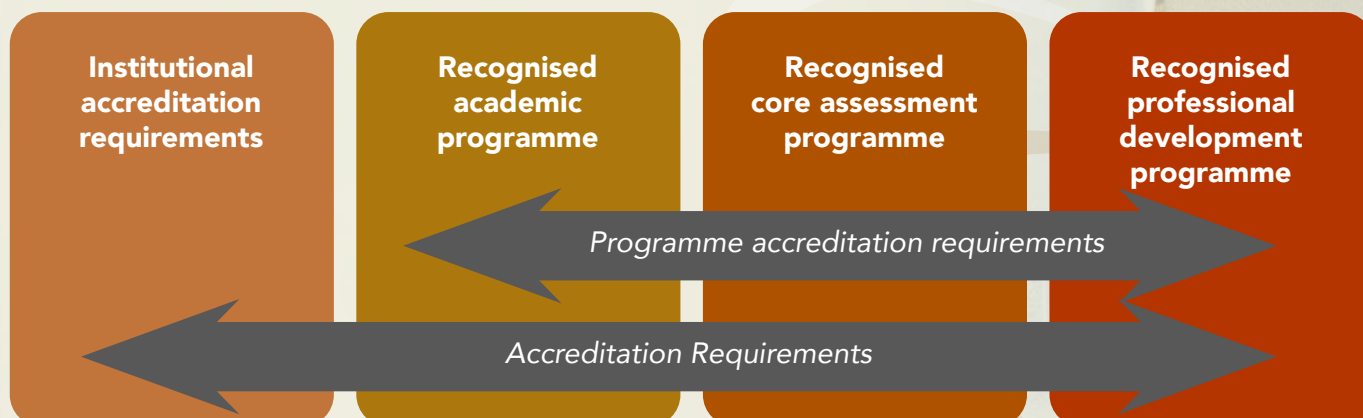 Institutional
accreditation
requirements
Recognised
academic
programme
Recognised
core assessment
programme
Recognised
professional
development
programme
Programme accreditation requirements
Accreditation Requirements